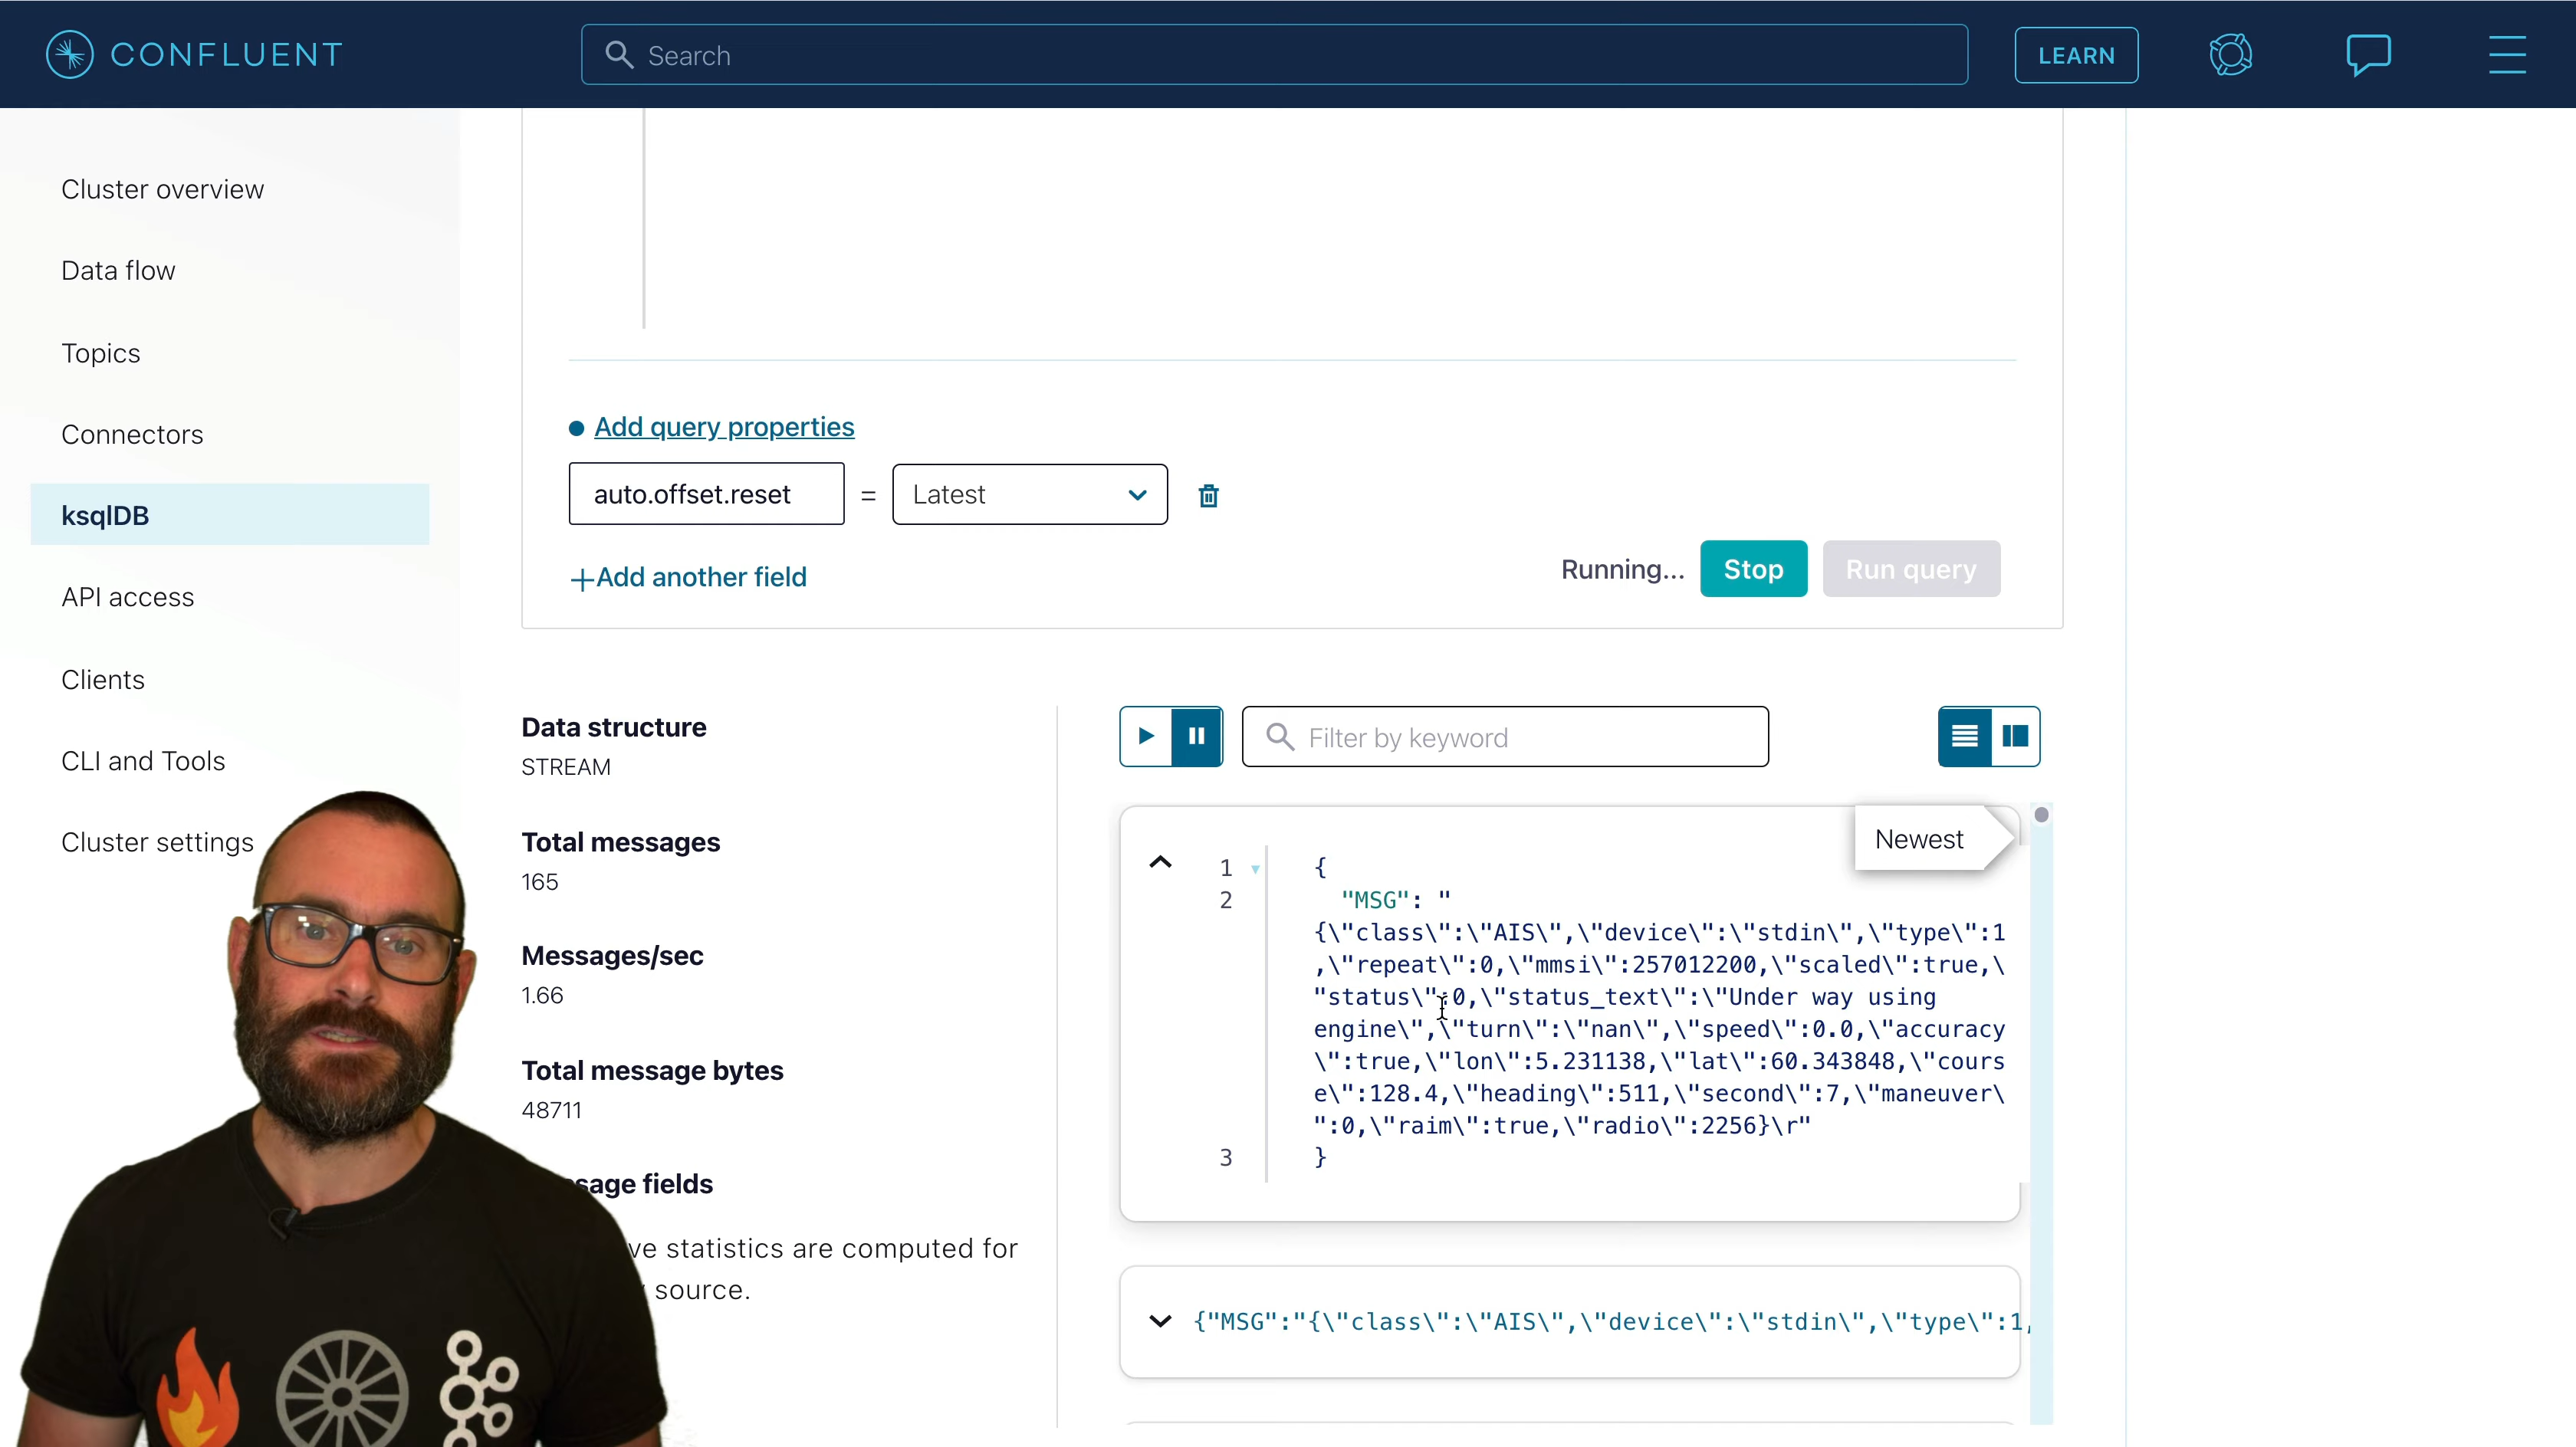 CONFLUENT
Search
LEARN
Cluster overview
Data flow
Topics
Connectors
ksqlDB
API access
Clients
CLI and Tools
Cluster settings
Add query properties
auto.offset.reset = Latest
+Add another field
Running... Stop Run query
Data structure
STREAM
Total messages
165
Messages/sec
1.66
Total message bytes
48711
sage fields
ve statistics are computed for
source.
Filter by keyword
Newest
1 {
2 "MSG": "
{\"class\":\"AIS\",\"device\":\"stdin\",\"type\":1
,\"repeat\":0,\"mmsi\":257012200,\"scaled\":true,\
"status\":0,\"status_text\":\"Under way using
engine\",\"turn\":\"nan\",\"speed\":0.0,\"accuracy
\":true,\"lon\":5.231138,\"lat\":60.343848,\"cours
e\":128.4,\"heading\":511,\"second\":7,\"maneuver\
":0,\"raim\":true,\"radio\":2256}\r"
3 }
{"MSG":"{\"class\":\"AIS\",\"device\":\"stdin\",\"type\":1,